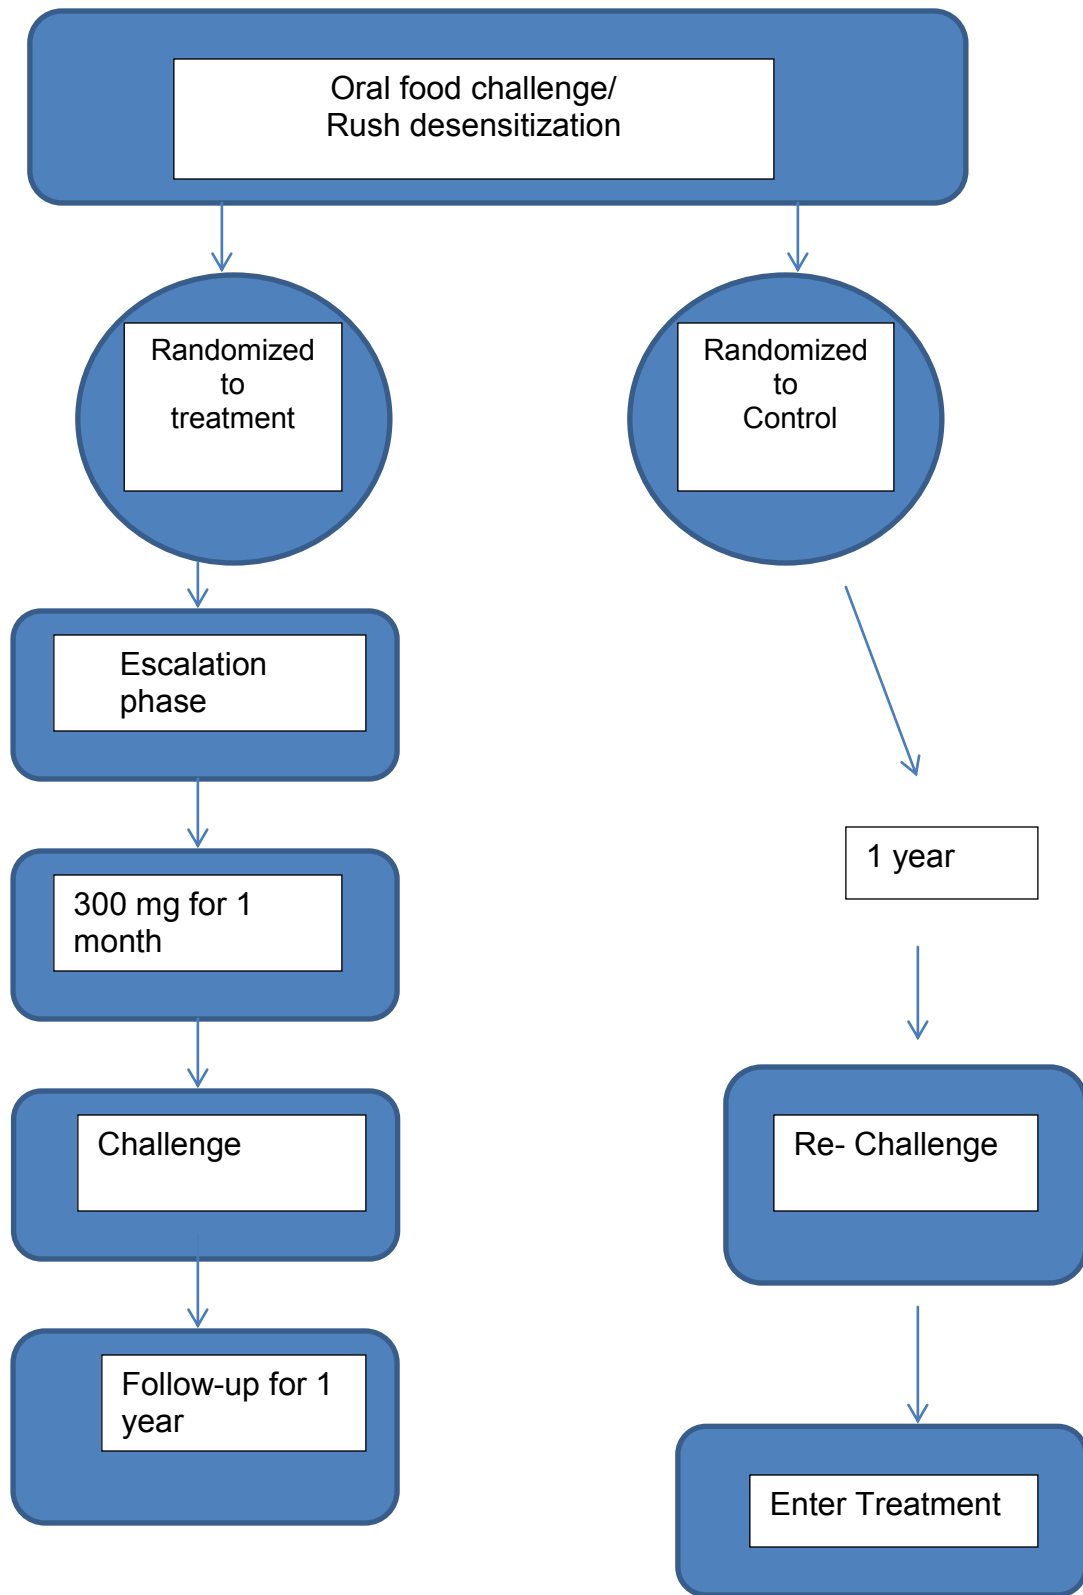 Oral food challenge/
Rush desensitization
Randomized
to
treatment
Randomized
to
Control
Escalation
phase
300 mg for 1
month
1 year
Challenge
Re- Challenge
Follow-up for 1
year
Enter Treatment